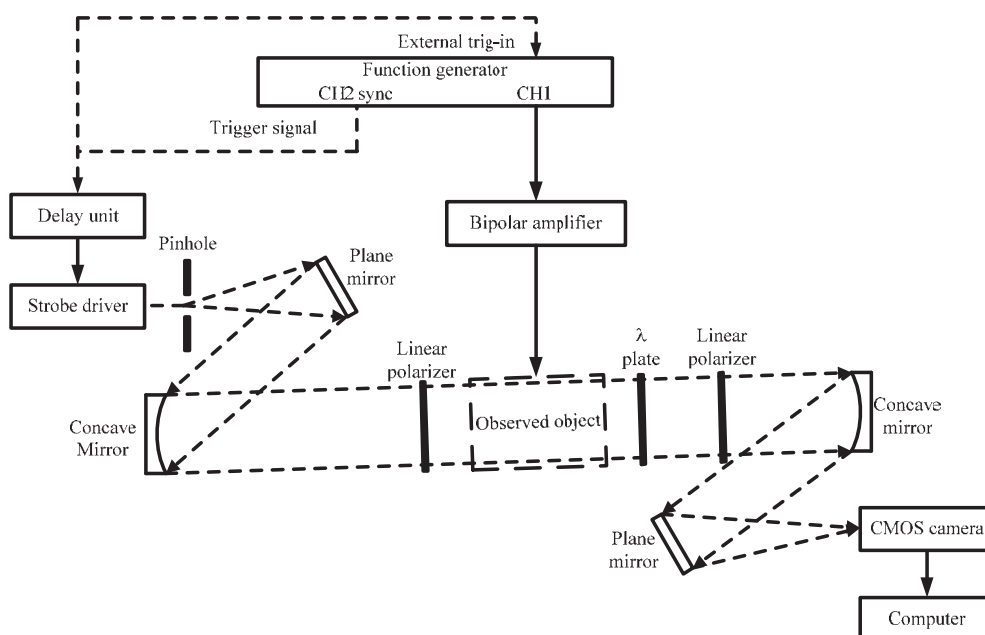 External trig-in
Function generator
CH2 sync
CH1
Trigger signal
Delay unit
Bipolar amplifier
Pinhole
Plane
mirror
Strobe driver
Linear
polarizer
λ
plate
Linear
polarizer
Concave
Mirror
Observed object
Concave
mirror
Plane
mirror
CMOS camera
Computer